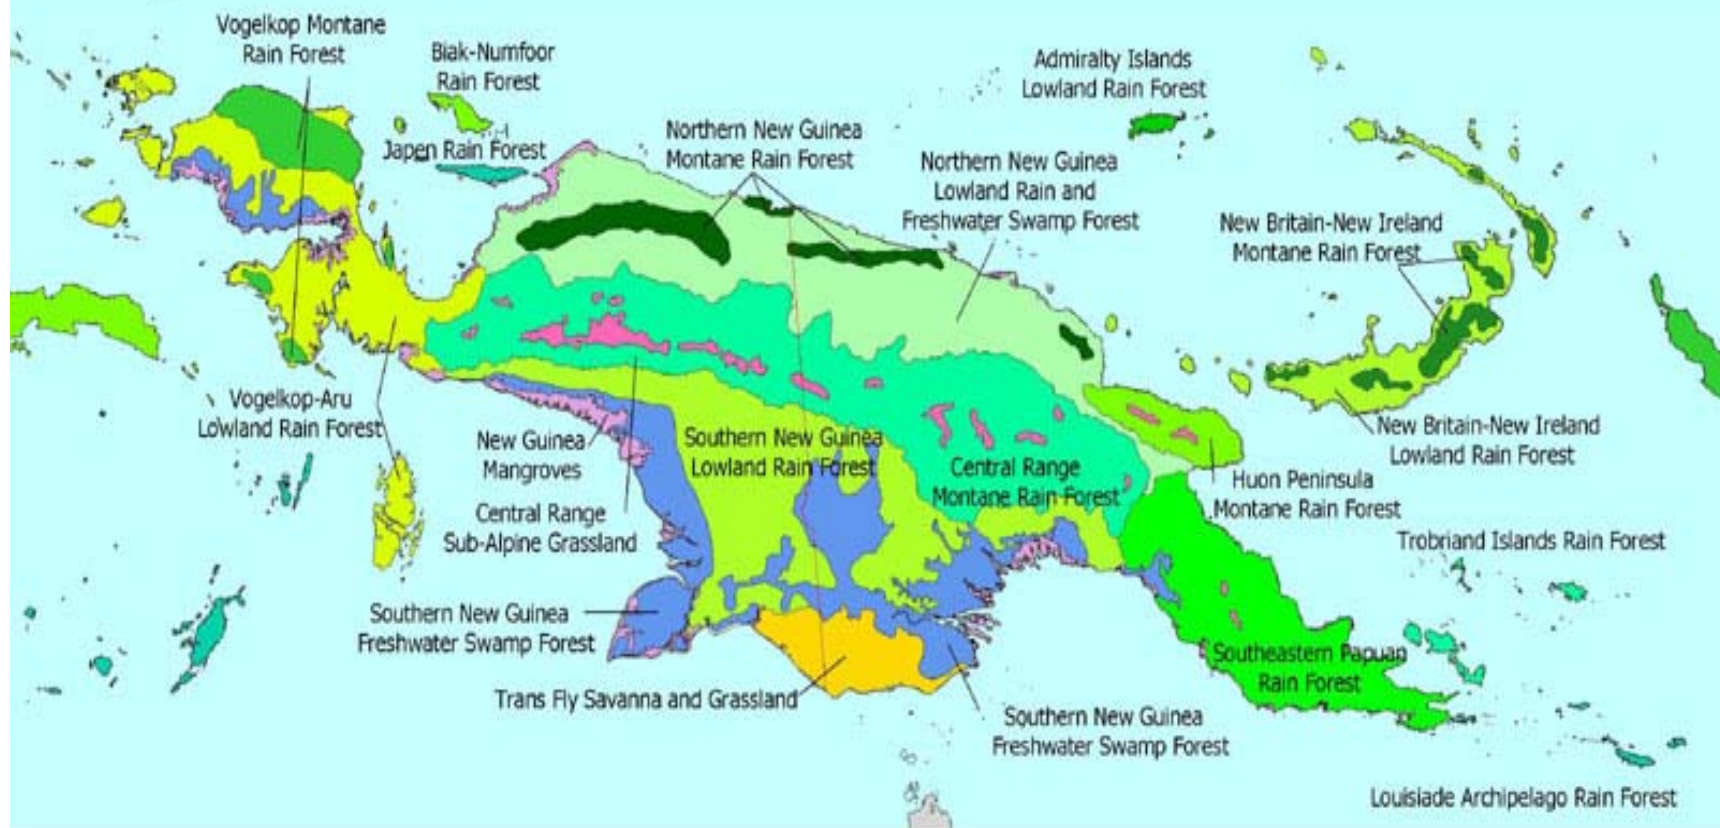 Vogelkop Montane
Rain Forest
Biak-Numfoor
Rain Forest
Admiralty Islands
Lowland Rain Forest
Japen Rain Forest
Northern New Guinea
Montane Rain Forest
Northern New Guinea
Lowland Rain and
Freshwater Swamp Forest
New Britain-New Ireland
Montane Rain Forest
Vogelkop-Aru
Lowland Rain Forest
New Guinea
Mangroves
Southern New Guinea
Lowland Rain Forest
Central Range
Montane Rain Forest
New Britain-New Ireland
Lowland Rain Forest
Huon Peninsula
Montane Rain Forest
Central Range
Sub-Alpine Grassland
Trobriand Islands Rain Forest
Southern New Guinea
Freshwater Swamp Forest
Southeastern Papuan
Rain Forest
Trans Fly Savanna and Grassland
Southern New Guinea
Freshwater Swamp Forest
Louisiade Archipelago Rain Forest